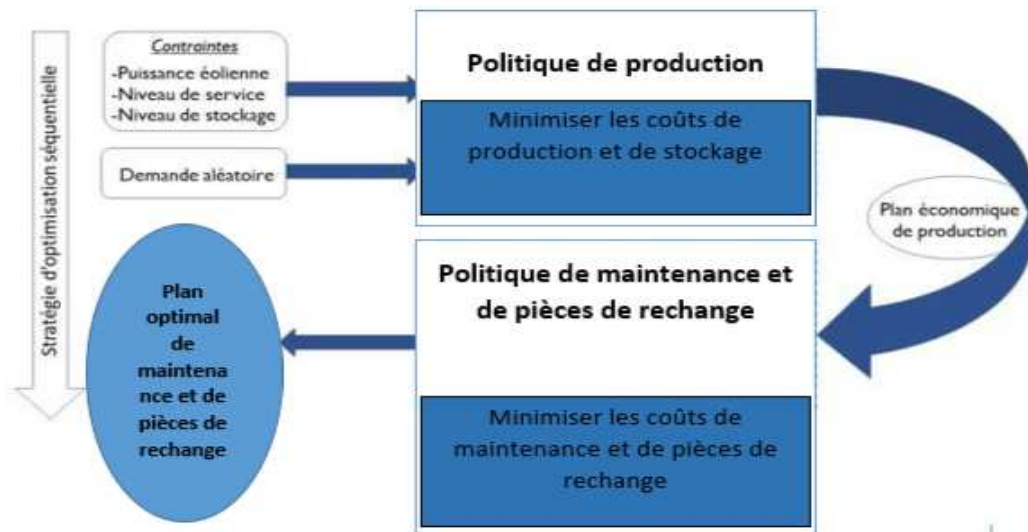 Stratégie d'optimisation séquentielle
Contraintes
-Puissance éolienne
-Niveau de service
-Niveau de stockage
Demande aléatoire
Politique de production
Minimiser les coûts de
production et de stockage
Plan économique
de production
Politique de maintenance et
de pièces de rechange
Minimiser les coûts de
maintenance et de pièces de
rechange
Plan
optimal
de
maintena
nce et de
pièces de
rechange